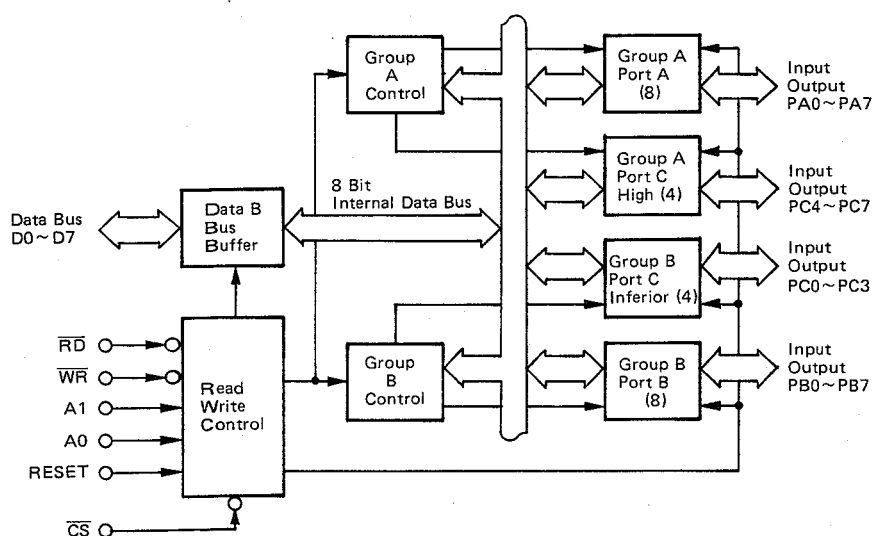 Group
A
Control
Group A
Port A
(8)
Input
Output
PA0~PA7
Group A
Port C
High (4)
Input
Output
PC4~PC7
8 Bit
Internal Data Bus
Data Bus
D0~D7
Data B
Bus
Buffer
Group B
Port C
Inferior (4)
Input
Output
PC0~PC3
RD
WR
A1
A0
RESET
CS
Read
Write
Control
Group
B
Control
Group B
Port B
(8)
Input
Output
PB0~PB7